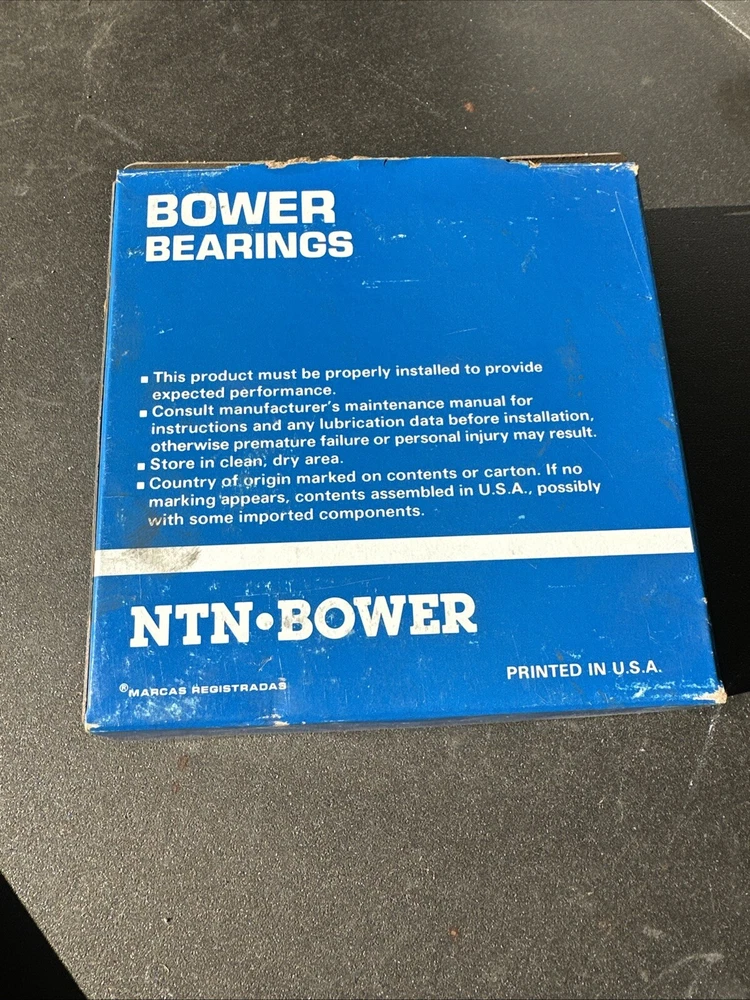 BOWER
BEARINGS
▪ This product must be properly installed to provide
expected performance.
▪ Consult manufacturer's maintenance manual for
instructions and any lubrication data before installation,
otherwise premature failure or personal injury may result.
▪ Store in clean, dry area.
▪ Country of origin marked on contents or carton. If no
marking appears, contents assembled in U.S.A., possibly
with some imported components.
NTN•BOWER
PRINTED IN U.S.A.
®MARCAS REGISTRADAS